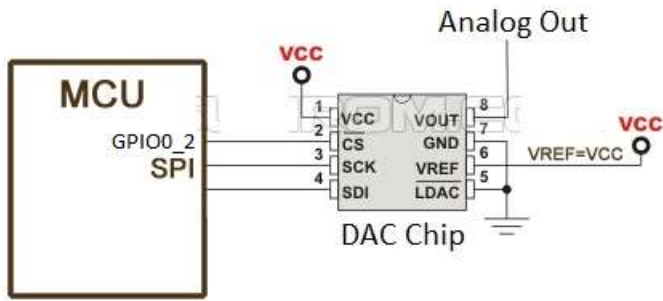 Analog Out
VCC
MCU
1 VCC VOUT 8
GPIO0_2 2 CS GND 7
SPI 3 SCK VREF 6 VREF=VCC VCC
4 SDI LDAC 5
DAC Chip